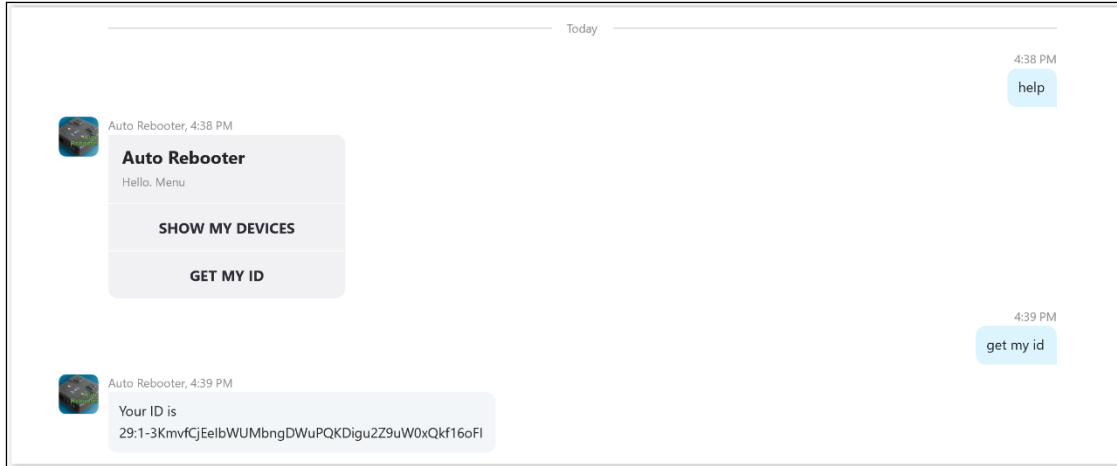 Today
4:38 PM
help
Auto Rebooter, 4:38 PM
Auto Rebooter
Hello. Menu
SHOW MY DEVICES
GET MY ID
4:39 PM
get my id
Auto Rebooter, 4:39 PM
Your ID is
29:1-3KmvfCjEelbWUMbngDWuPQKDigu2Z9uW0xQkf16oFI